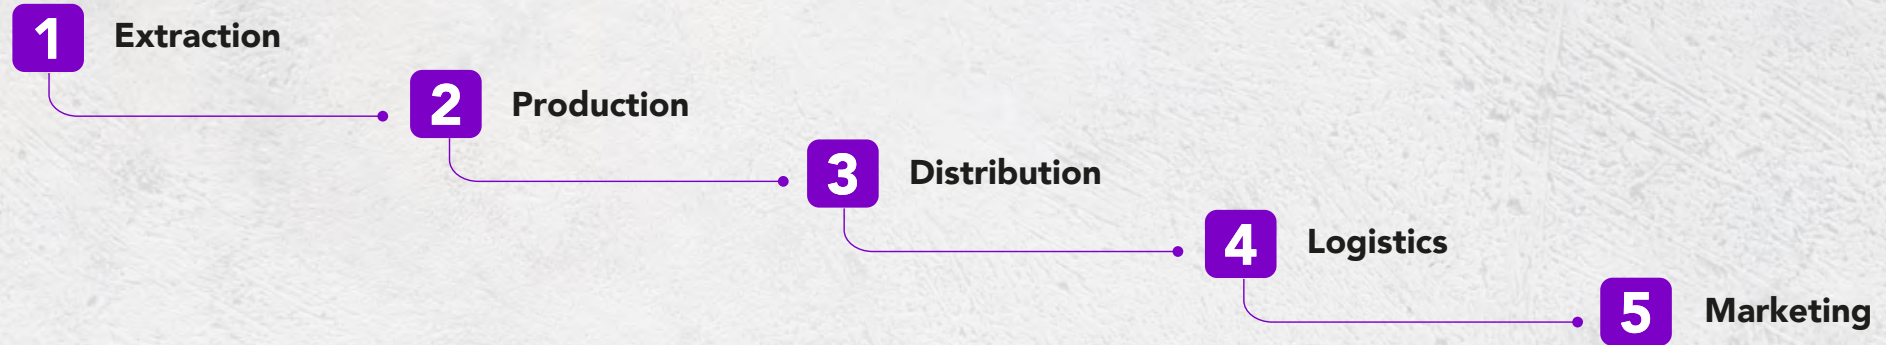 1 Extraction
2 Production
3 Distribution
4 Logistics
5 Marketing